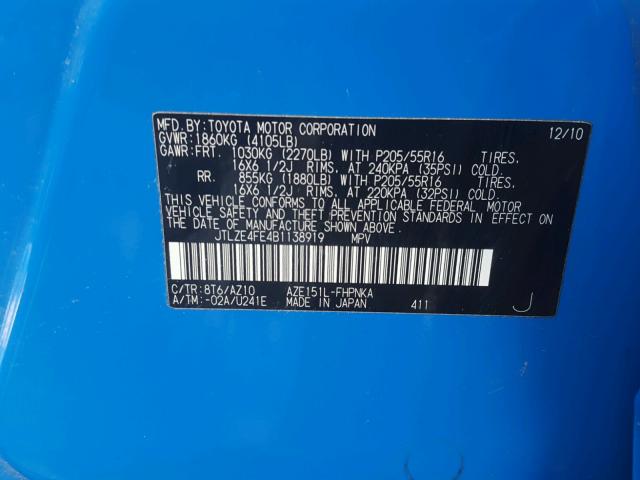 MFD.BY:TOYOTA MOTOR CORPORATION 12/10
GVWR:1860KG (4105LB)
GAWR:FRT. 1030KG (2270LB) WITH P205/55R16 TIRES.
16X6 1/2J RIMS. AT 240KPA (35PSI) COLD.
RR. 855KG (1880LB) WITH P205/55R16 TIRES.
16X6 1/2J RIMS. AT 220KPA (32PSI) COLD
THIS VEHICLE CONFORMS TO ALL APPLICABLE FEDERAL MOTOR
VEHICLE SAFETY AND THEFT PREVENTION STANDARDS IN EFFECT ON
THE DATE OF MANUFACTURE SHOWN ABOVE.
JTLZE4FE4B1138919 MPV
C/TR:8T6/AZ10 AZE151L-FHPNKA
A/TM:-02A/U241E MADE IN JAPAN 411 J